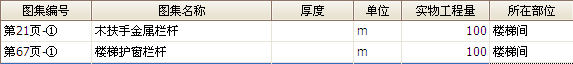 图集编号 图集名称 厚度 单位 实物工程量 所在部位
第21页-① 木扶手金属栏杆 m 100 楼梯间
第67页-① 楼梯护窗栏杆 m 100 楼梯间